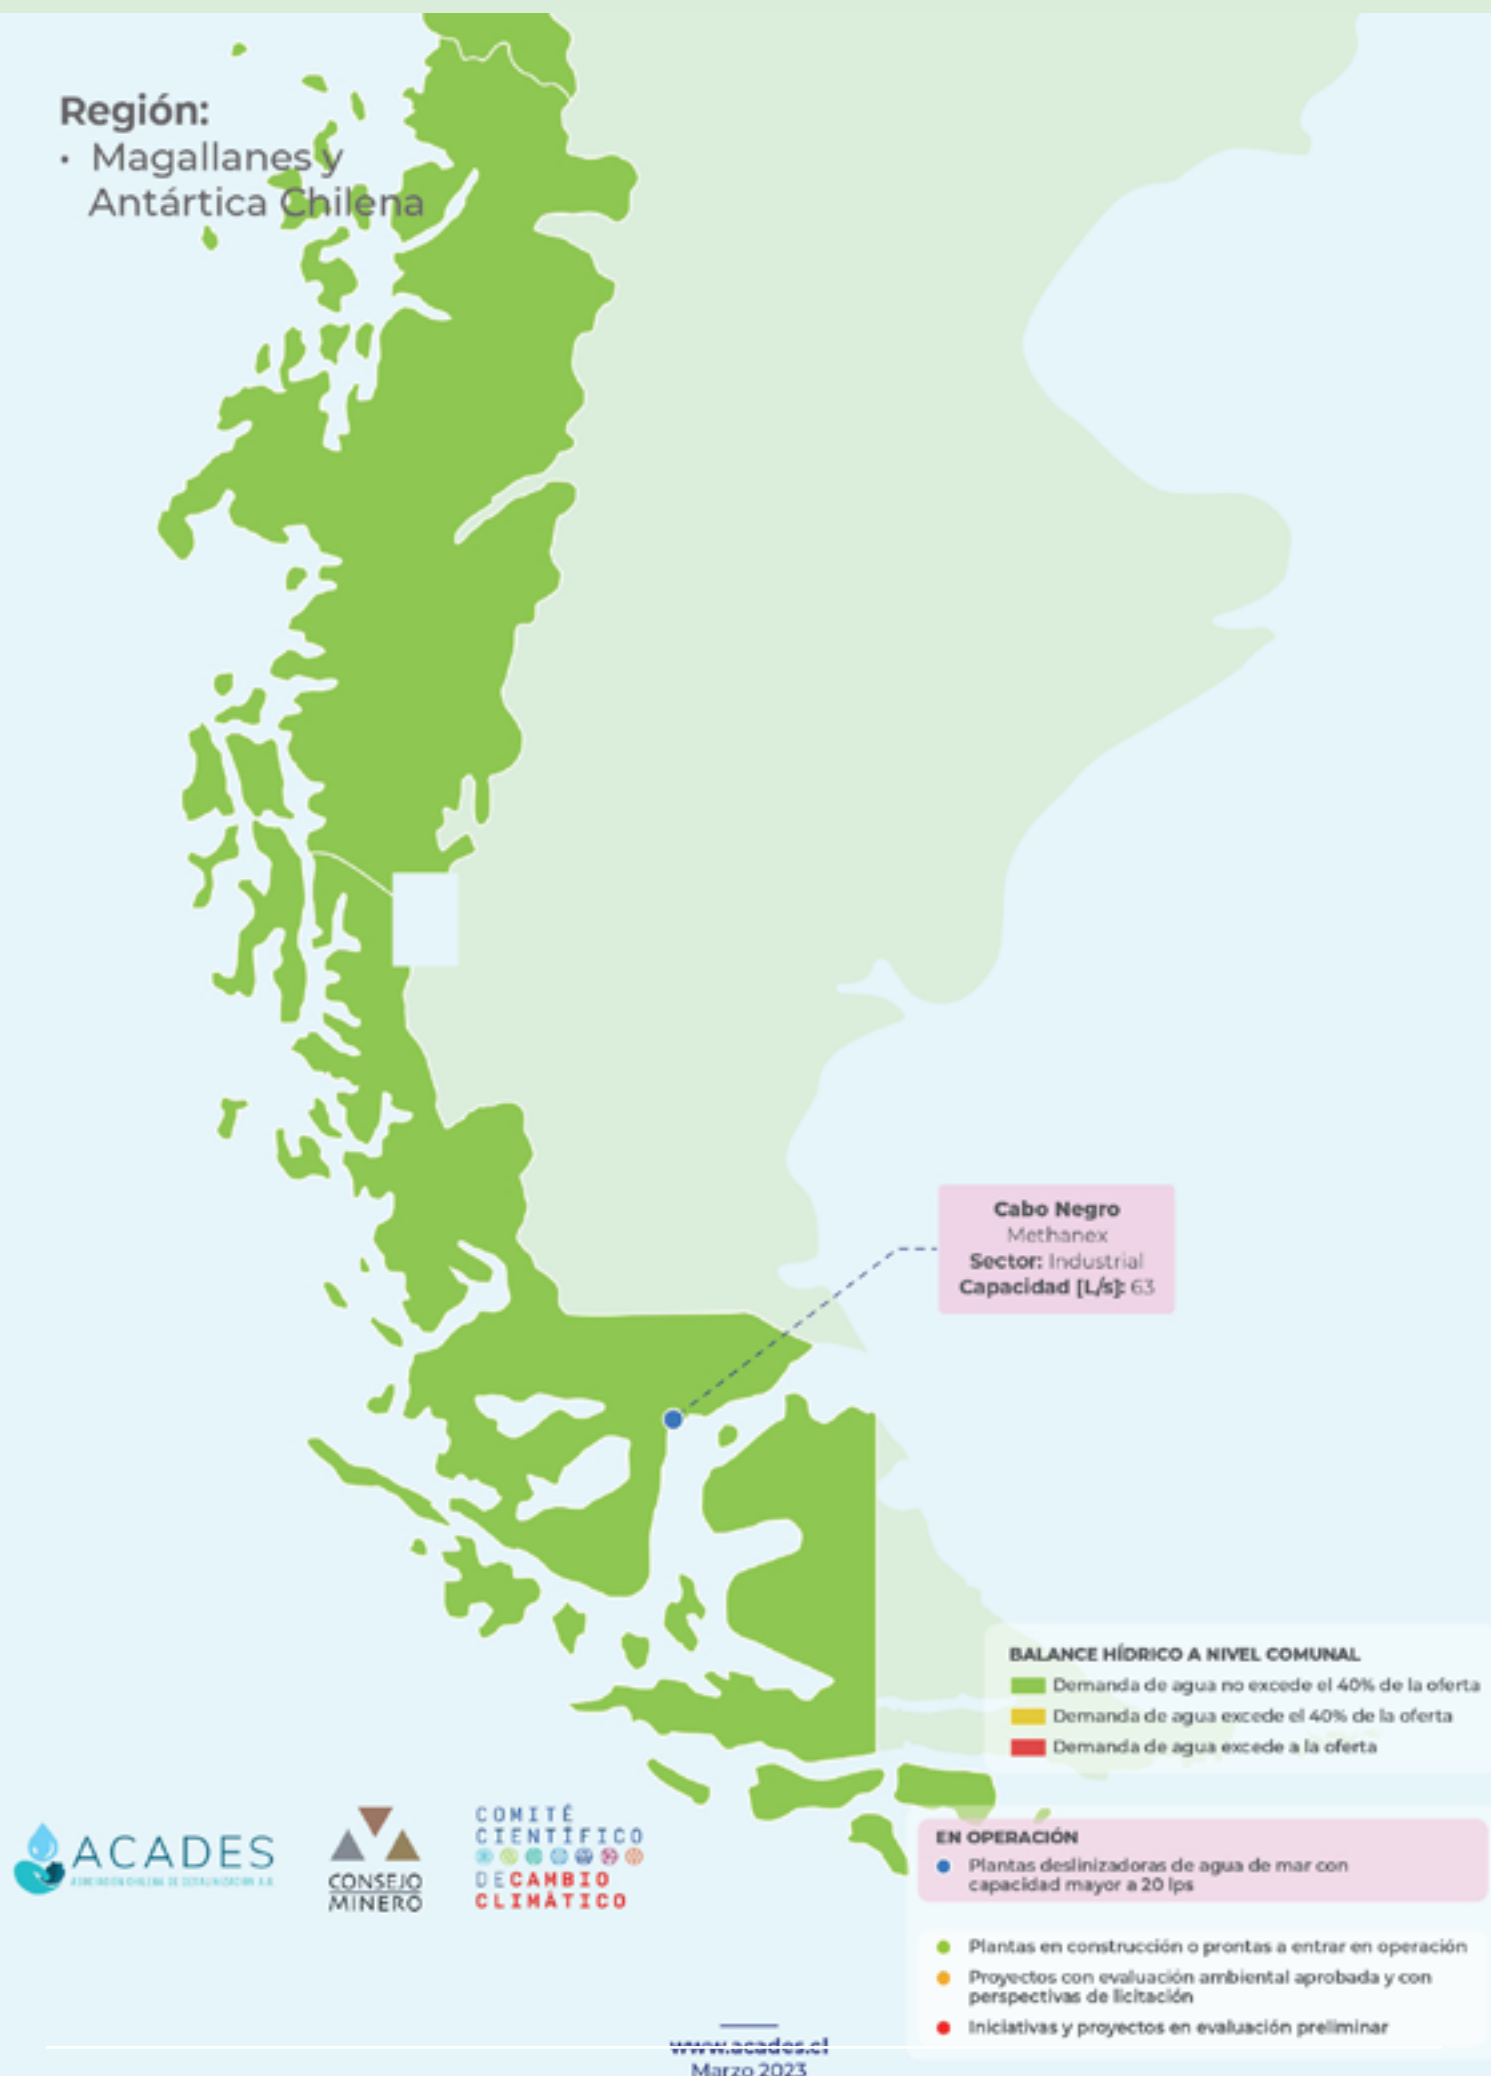 Región:
• Magallanes y
Antártica Chilena
Cabo Negro
Methanex
Sector: Industrial
Capacidad [L/s]: 63
BALANCE HÍDRICO A NIVEL COMUNAL
Demanda de agua no excede el 40% de la oferta
Demanda de agua excede el 40% de la oferta
Demanda de agua excede a la oferta
ACADES
ASOCIACIÓN CHILENA DE DESALINIZACIÓN A.G.
CONSEJO
MINERO
COMITÉ
CIENTÍFICO
DE CAMBIO
CLIMÁTICO
EN OPERACIÓN
Plantas deslinizadoras de agua de mar con
capacidad mayor a 20 lps
Plantas en construcción o prontas a entrar en operación
Proyectos con evaluación ambiental aprobada y con
perspectivas de licitación
Iniciativas y proyectos en evaluación preliminar
www.acades.cl
Marzo 2023